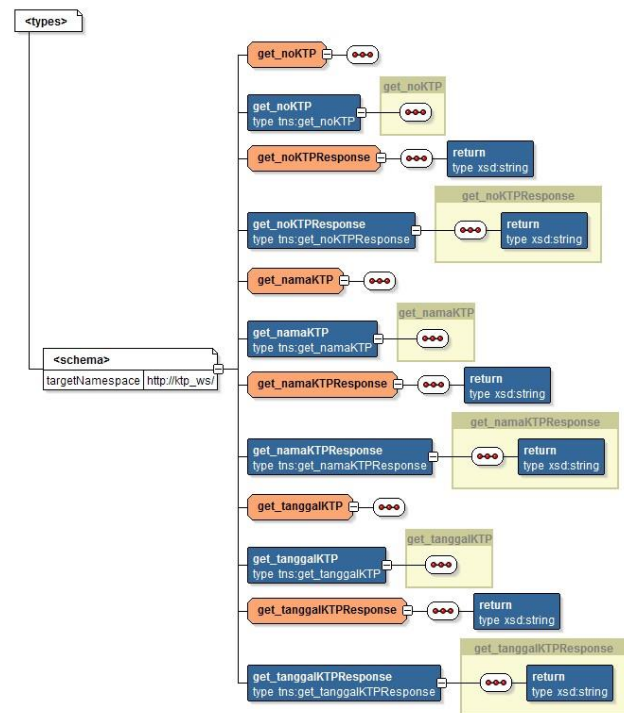 <types>
get_noKTP
get_noKTP
get_noKTP
type tns:get_noKTP
get_noKTPResponse
return
type xsd:string
get_noKTPResponse
get_noKTPResponse
type tns:get_noKTPResponse
return
type xsd:string
get_namaKTP
get_namaKTP
get_namaKTP
type tns:get_namaKTP
<schema>
targetNamespace http://ktp_ws/
get_namaKTPResponse
return
type xsd:string
get_namaKTPResponse
get_namaKTPResponse
type tns:get_namaKTPResponse
return
type xsd:string
get_tanggalKTP
get_tanggalKTP
get_tanggalKTP
type tns:get_tanggalKTP
get_tanggalKTPResponse
return
type xsd:string
get_tanggalKTPResponse
get_tanggalKTPResponse
type tns:get_tanggalKTPResponse
return
type xsd:string